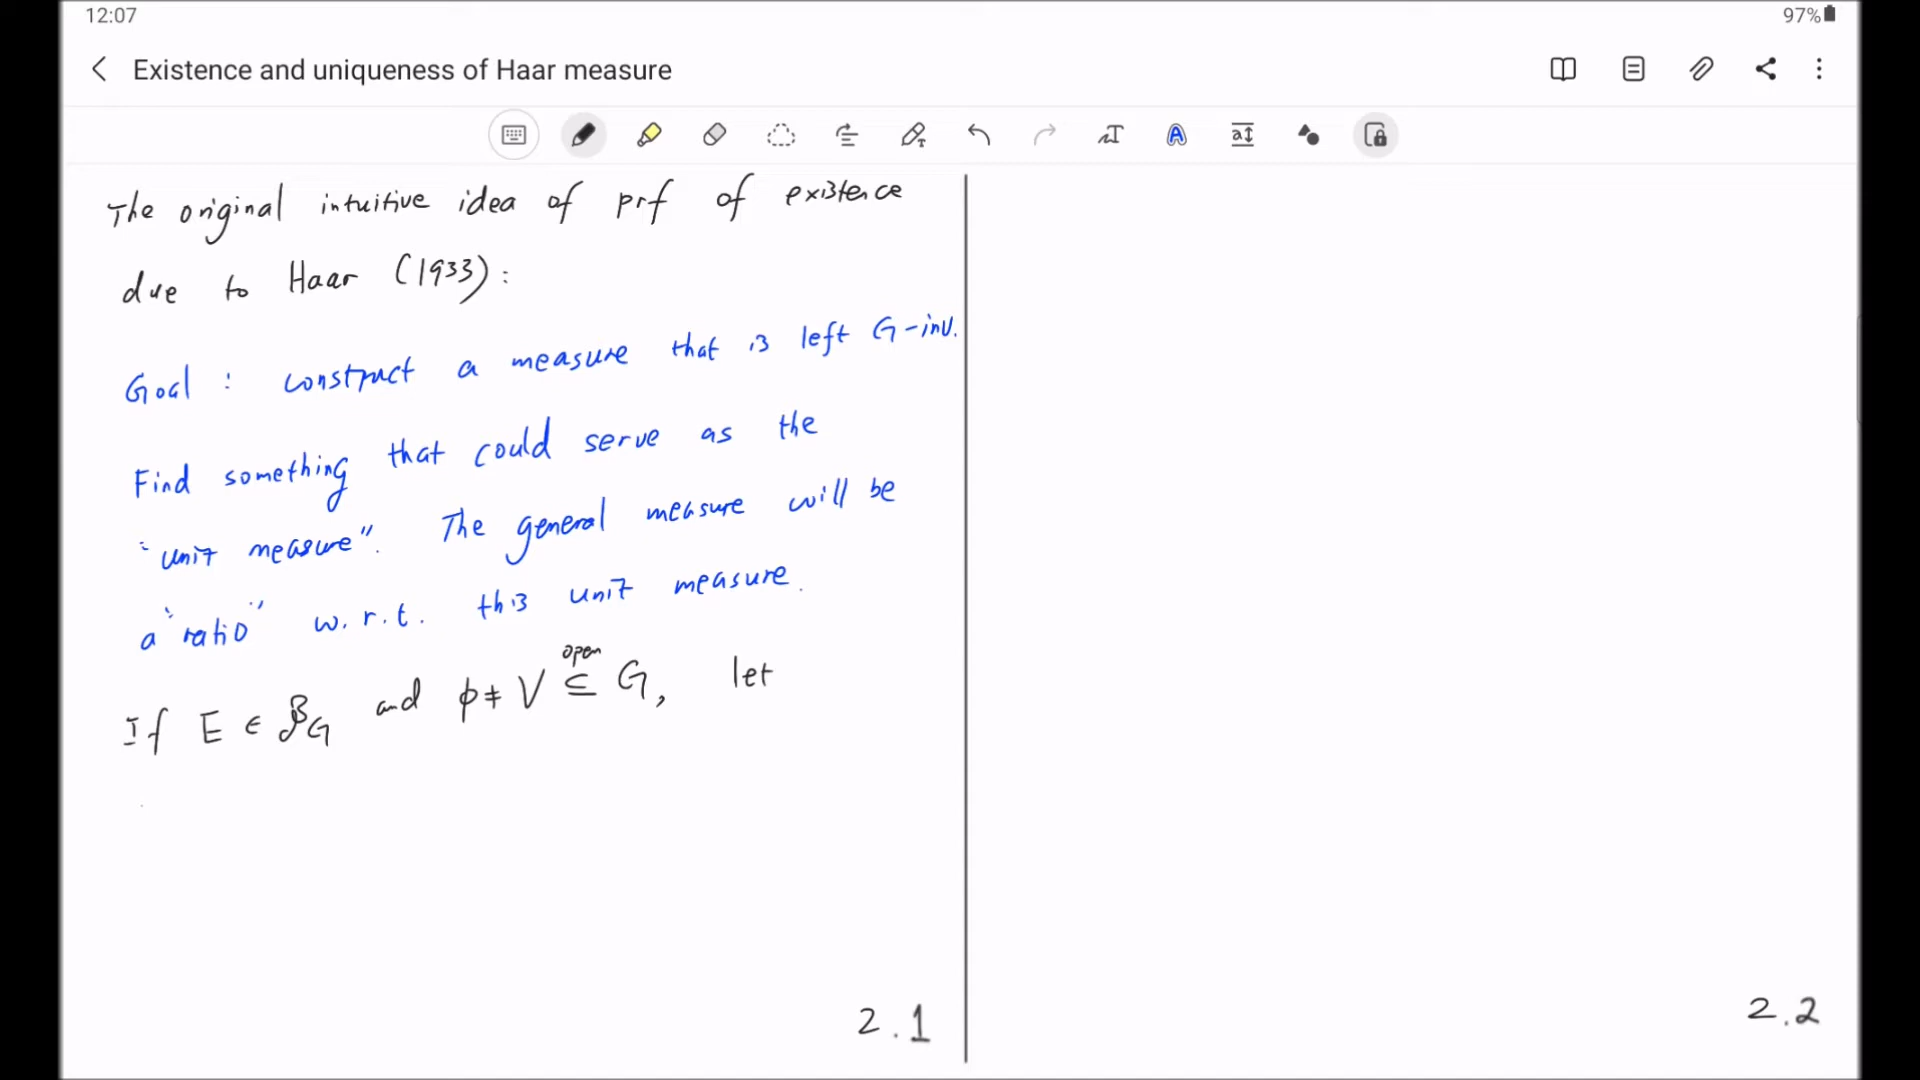 12:07
97%
Existence and uniqueness of Haar measure
The original intuitive idea of prf of existence
due to Haar (1933):
Goal : construct a measure that is left G-inv.
Find something that could serve as the
"unit measure". The general measure will be
a "ratio" w.r.t. this unit measure.
open
If E ∈ ℬ_G and ϕ ≠ V ⊆ G, let
2.1
2.2